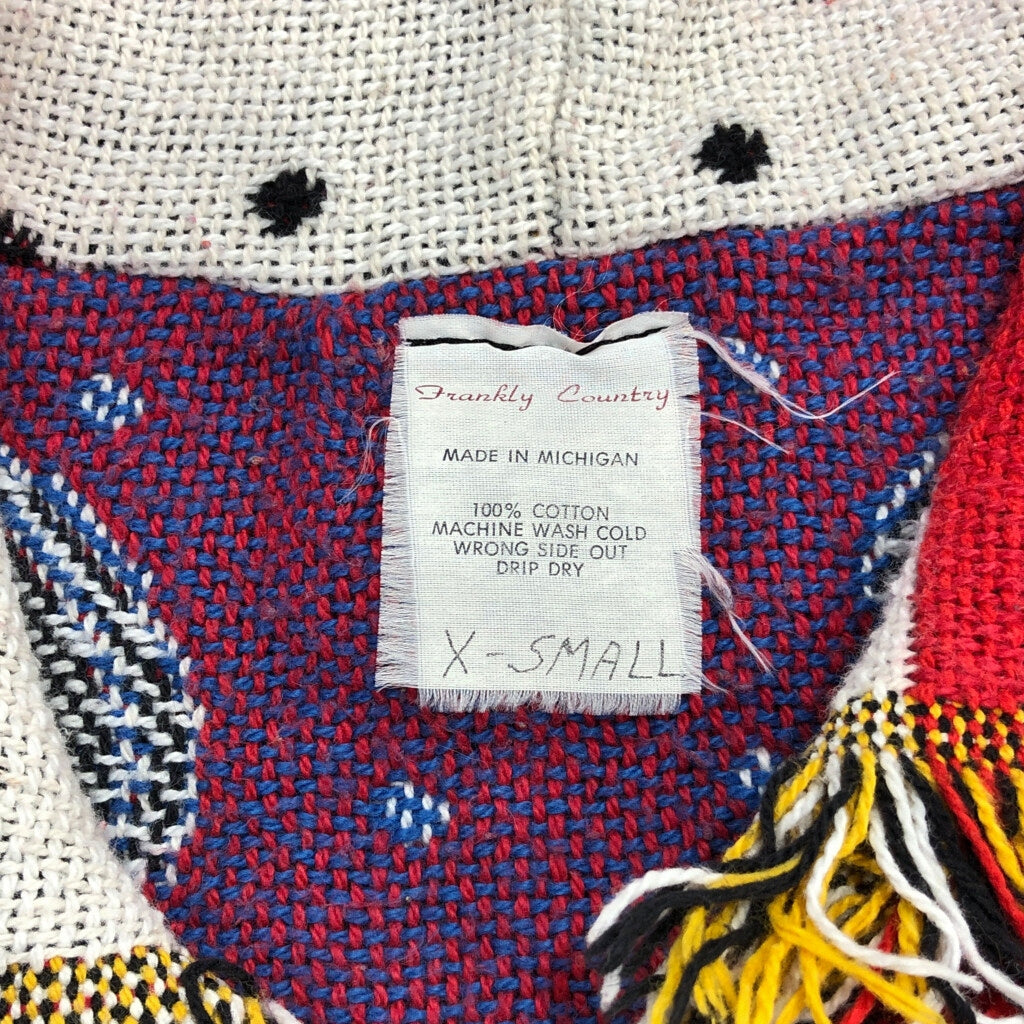 Frankly Country
MADE IN MICHIGAN
100% COTTON
MACHINE WASH COLD
WRONG SIDE OUT
DRIP DRY
X-SMALL